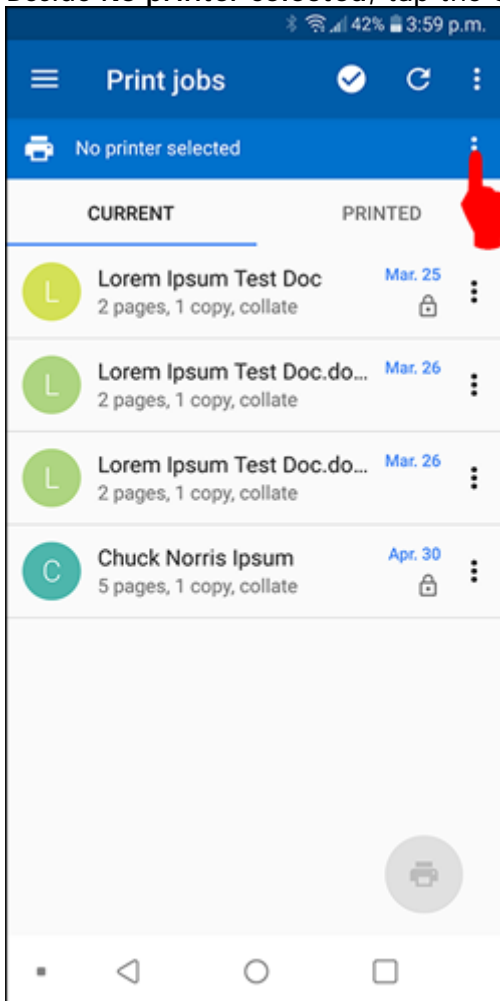 42% 3:59 p.m.
Print jobs
No printer selected
CURRENT PRINTED
Lorem Ipsum Test Doc Mar. 25
2 pages, 1 copy, collate
L
Lorem Ipsum Test Doc.do... Mar. 26
2 pages, 1 copy, collate
L
Lorem Ipsum Test Doc.do... Mar. 26
2 pages, 1 copy, collate
L
Chuck Norris Ipsum Apr. 30
5 pages, 1 copy, collate
C